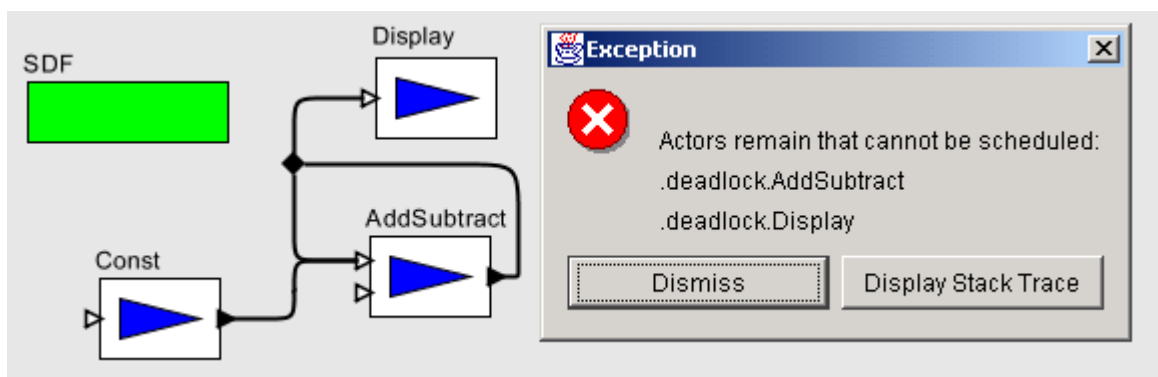 SDF
Display
AddSubtract
Const
Exception
Actors remain that cannot be scheduled:
.deadlock.AddSubtract
.deadlock.Display
Dismiss
Display Stack Trace